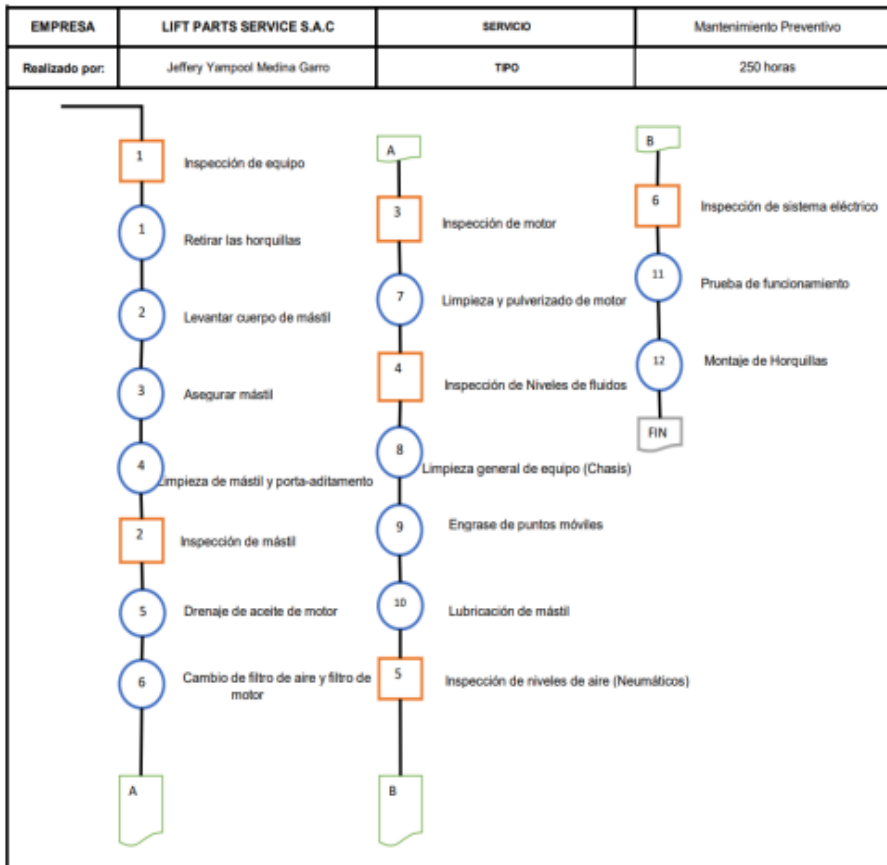 EMPRESA LIFT PARTS SERVICE S.A.C SERVICIO Mantenimiento Preventivo
Realizado por: Jeffery Yampool Medina Garro TIPO 250 horas
1 Inspección de equipo
1 Retirar las horquillas
2 Levantar cuerpo de mástil
3 Asegurar mástil
4 Limpieza de mástil y porta-aditamento
2 Inspección de mástil
5 Drenaje de aceite de motor
6 Cambio de filtro de aire y filtro de
motor
A
A
3 Inspección de motor
7 Limpieza y pulverizado de motor
4 Inspección de Niveles de fluidos
8 Limpieza general de equipo (Chasis)
9 Engrase de puntos móviles
10 Lubricación de mástil
5 Inspección de niveles de aire (Neumáticos)
B
B
6 Inspección de sistema eléctrico
11 Prueba de funcionamiento
12 Montaje de Horquillas
FIN